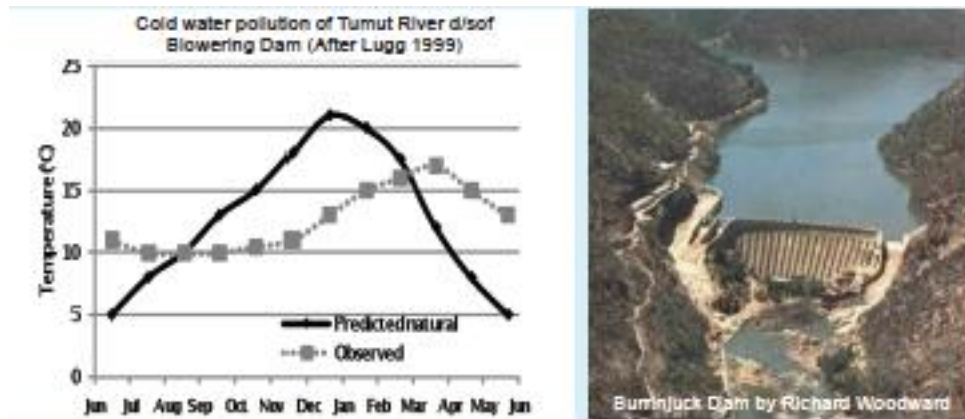 Cold water pollution of Tumut River d/sof
Blowering Dam (After Lugg 1999)
25
20
15
10
5
0
Temperature (°C)
Predicted natural
Observed
Jun Jul Aug Sep Oct Nov Dec Jan Feb Mar Apr May Jun
Burrinjuck Dam by Richard Woodward